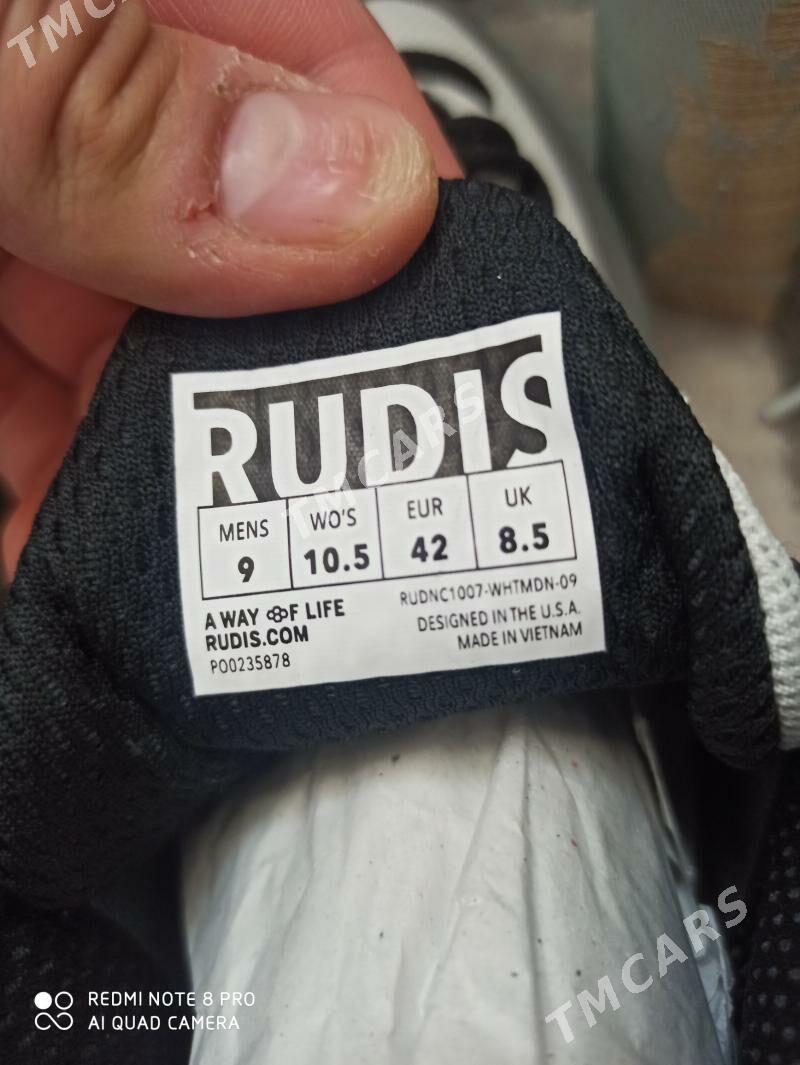 TMCARS
RUDIS
TMCARS
MENS WO'S EUR UK
9 10.5 42 8.5
A WAY OF LIFE
RUDIS.COM
PO0235878
RUDNC1007-WHTMDN-09
DESIGNED IN THE U.S.A.
MADE IN VIETNAM
TMCARS
REDMI NOTE 8 PRO
AI QUAD CAMERA